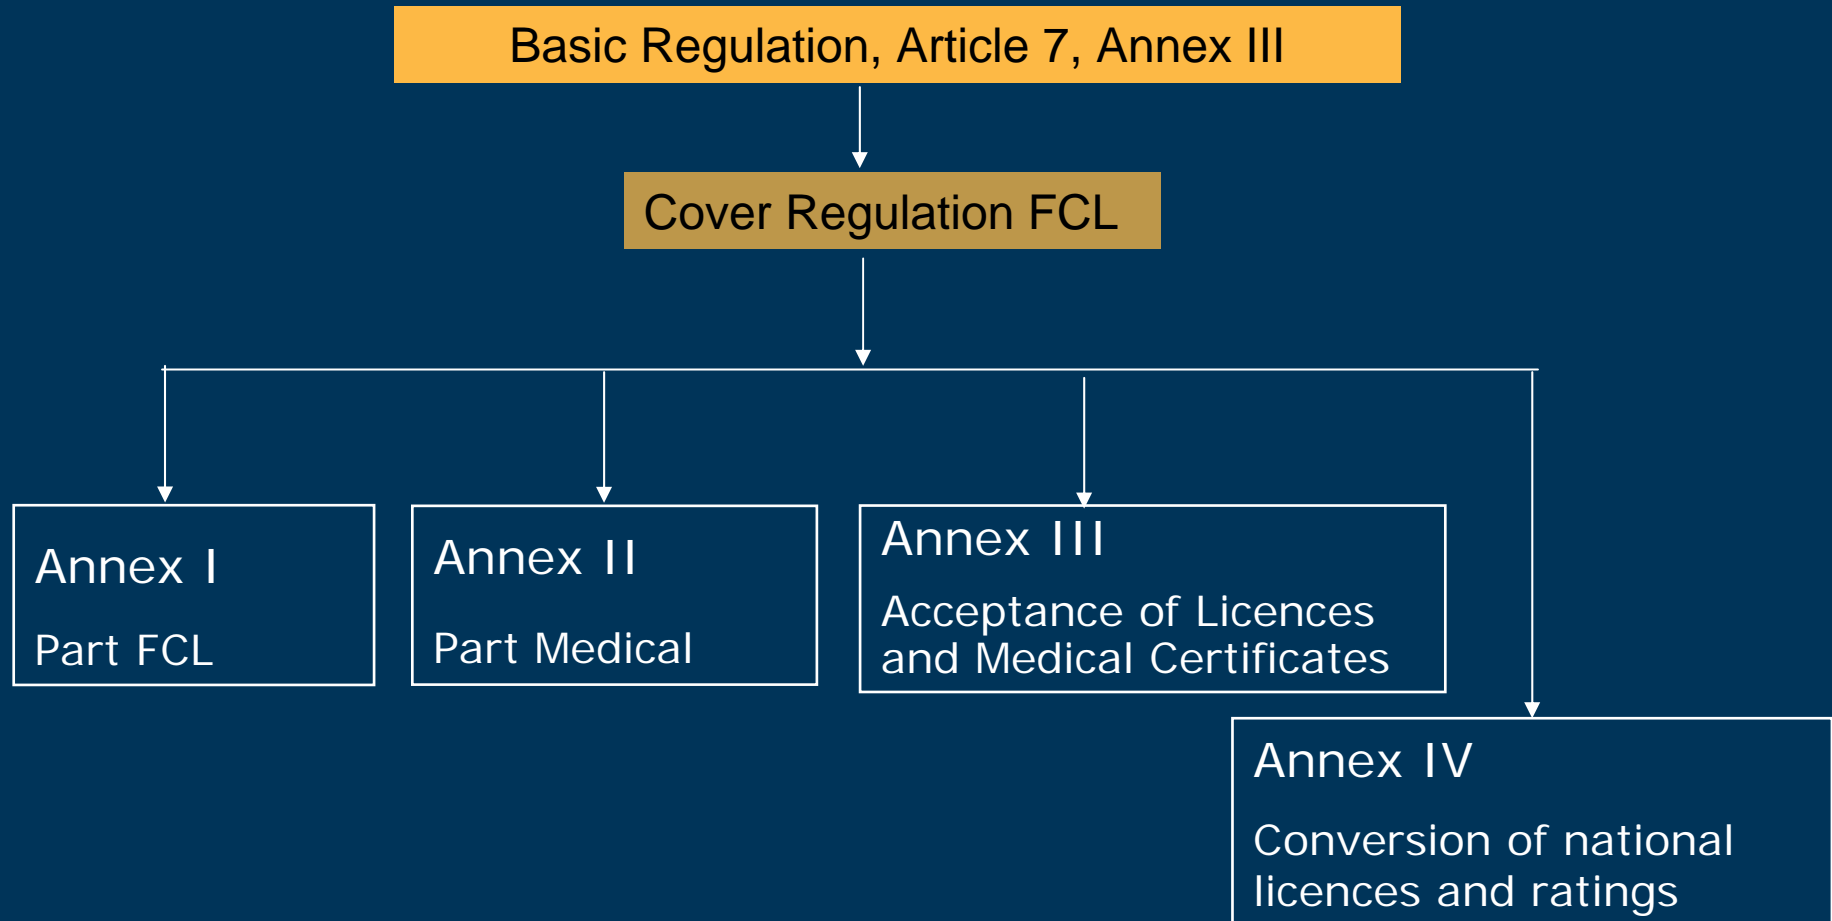 Basic Regulation, Article 7, Annex III
Cover Regulation FCL
Annex I
Part FCL
Annex II
Part Medical
Annex III
Acceptance of Licences
and Medical Certificates
Annex IV
Conversion of national
licences and ratings